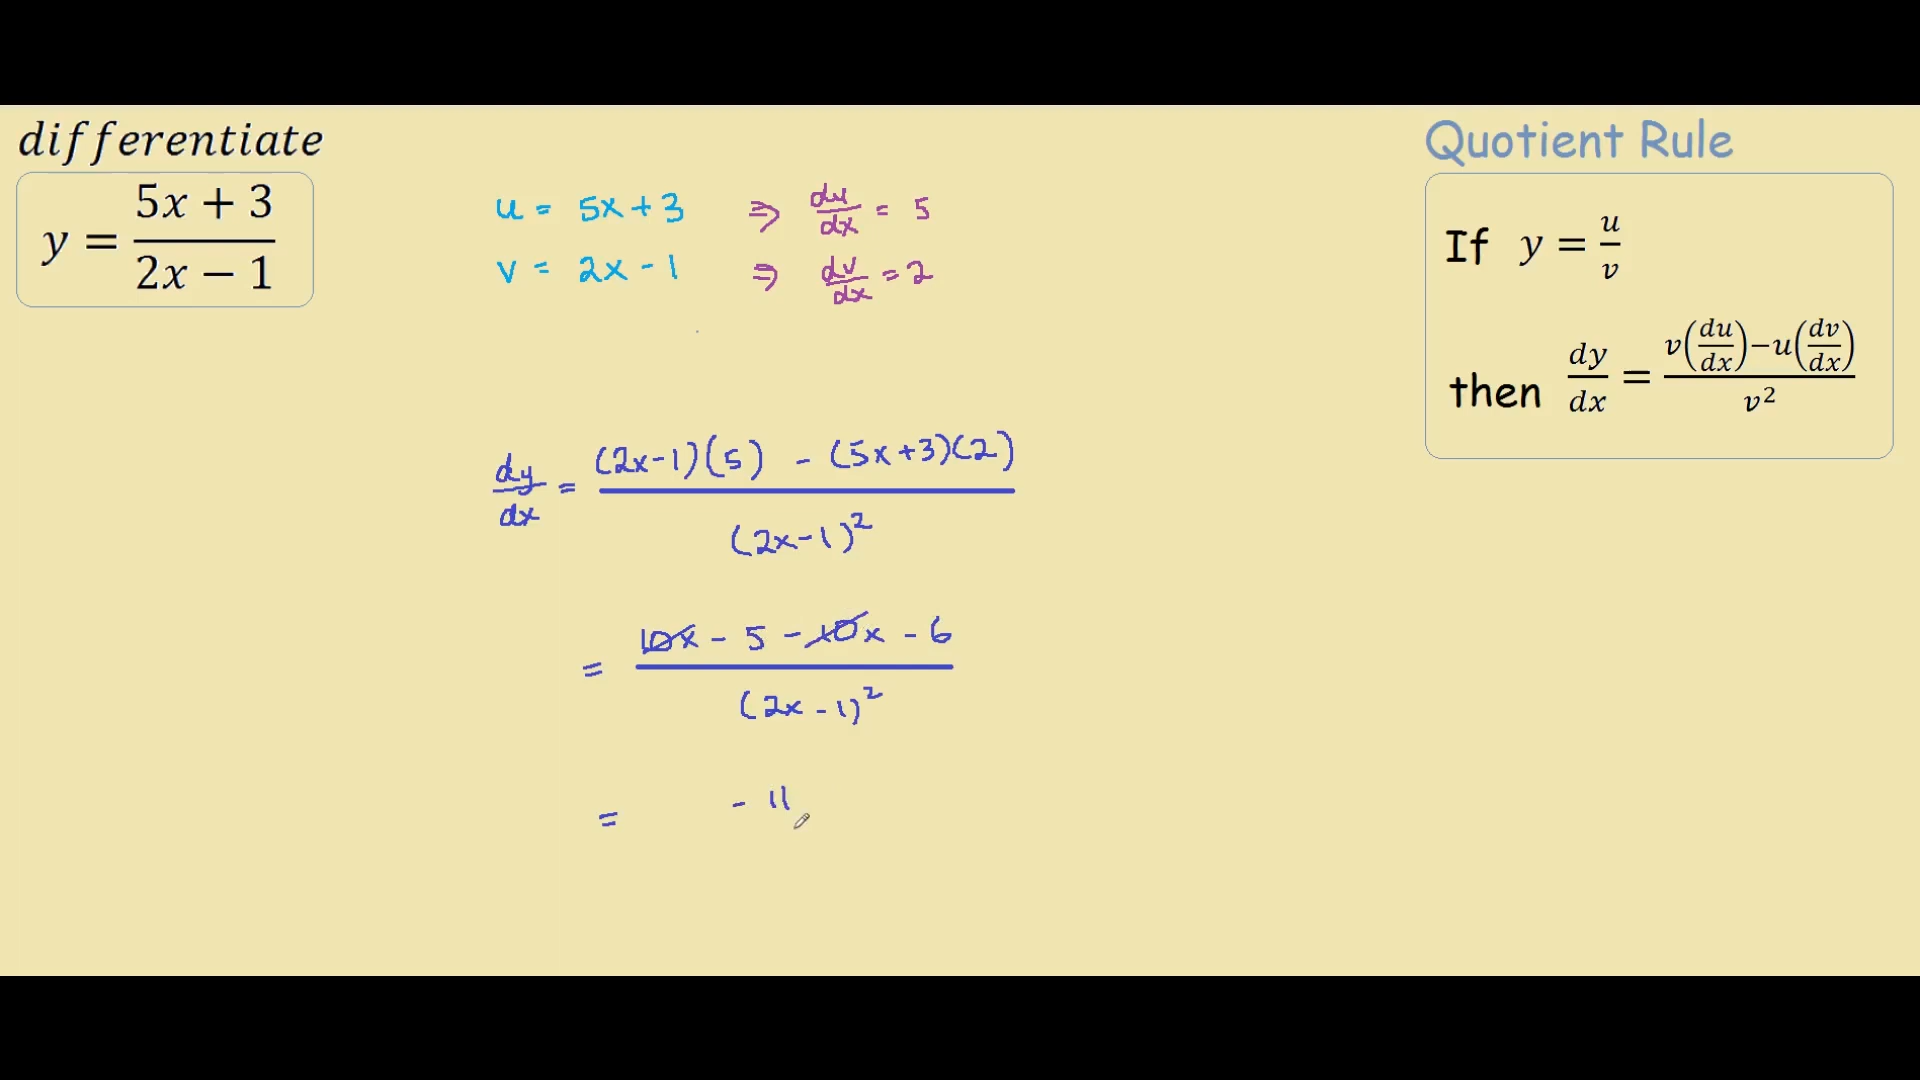 differentiate
y = (5x + 3)/(2x − 1)
u = 5x + 3 ⇒ du/dx = 5
v = 2x - 1 ⇒ dv/dx = 2
dy/dx = ((2x-1)(5) - (5x+3)(2))/(2x-1)²
= (10x - 5 - 10x - 6)/(2x - 1)²
= - 11
Quotient Rule
If y = u/v
then dy/dx = (v(du/dx)−u(dv/dx))/v²